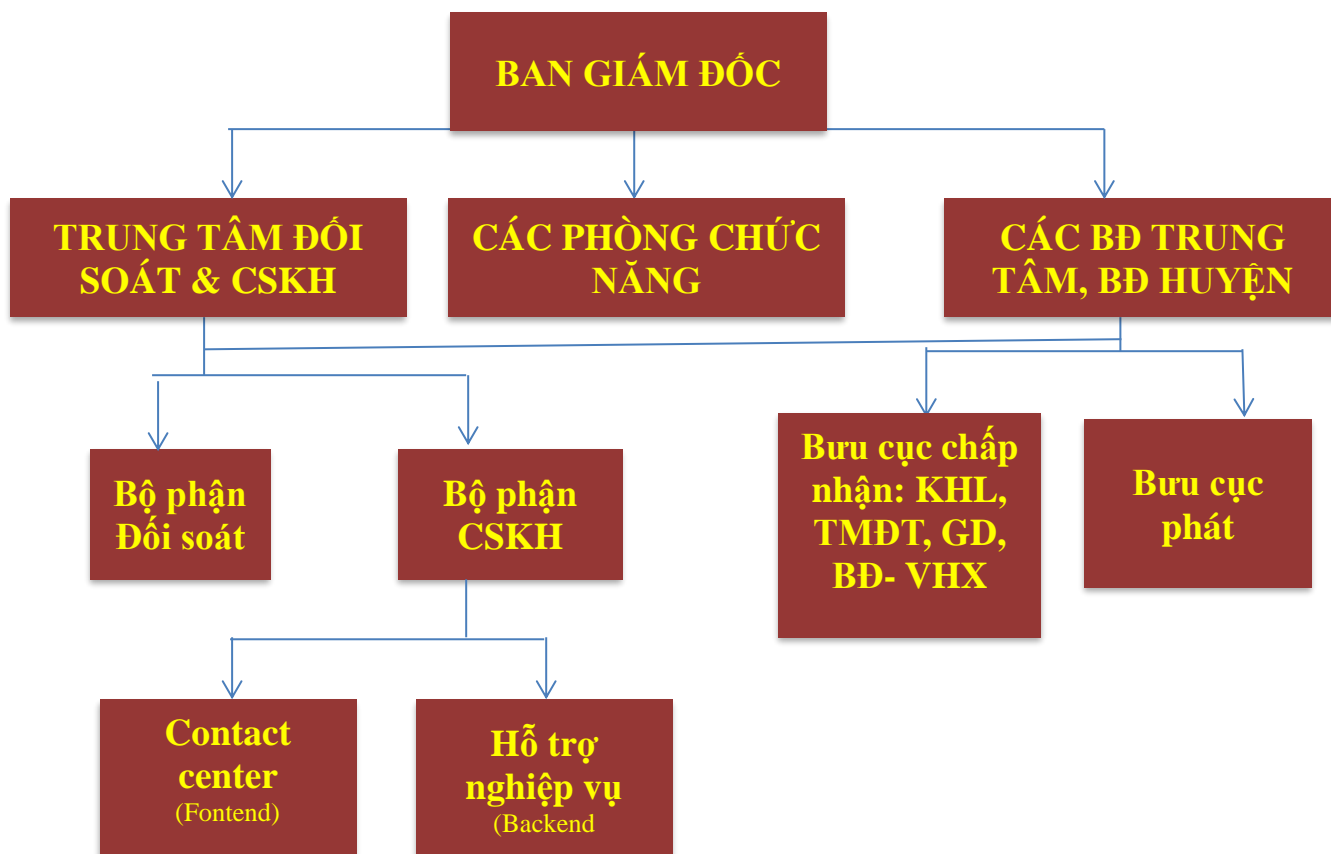 BAN GIÁM ĐỐC
TRUNG TÂM ĐỐI
SOÁT & CSKH
CÁC PHÒNG CHỨC
NĂNG
CÁC BĐ TRUNG
TÂM, BĐ HUYỆN
Bộ phận
Đối soát
Bộ phận
CSKH
Bưu cục chấp
nhận: KHL,
TMĐT, GD,
BĐ- VHX
Bưu cục
phát
Contact
center
(Fontend)
Hỗ trợ
nghiệp vụ
(Backend